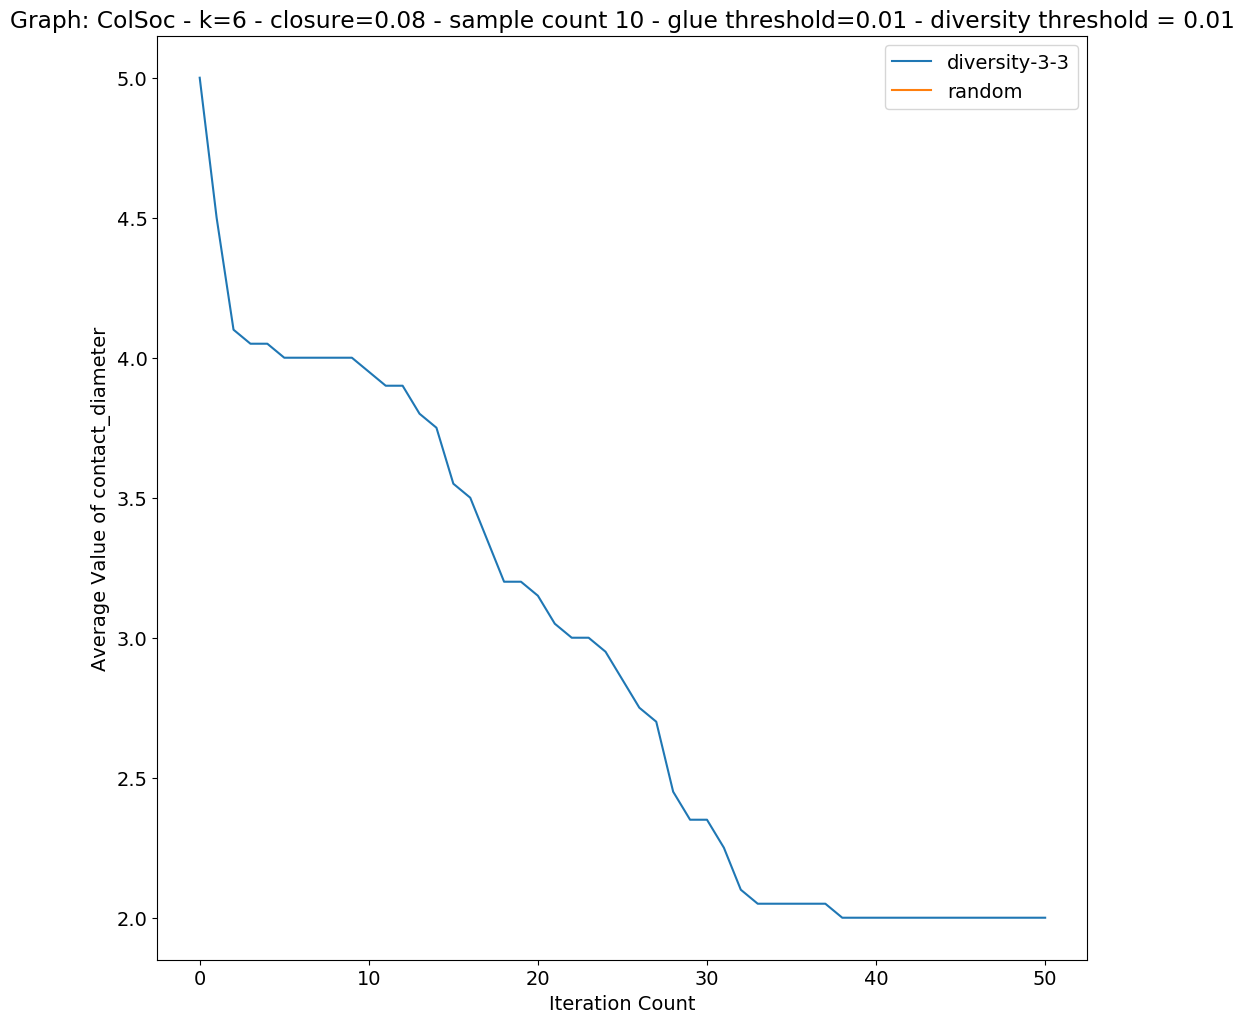 Graph: ColSoc - k=6 - closure=0.08 - sample count 10 - glue threshold=0.01 - diversity threshold = 0.01
diversity-3-3
random
5.0
4.5
4.0
3.5
3.0
2.5
2.0
Average Value of contact_diameter
0 10 20 30 40 50
Iteration Count